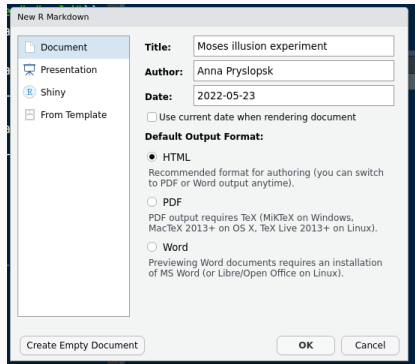 New R Markdown
Document
Presentation
Shiny
From Template
Title: Moses illusion experiment
Author: Anna Pryslopsk
Date: 2022-05-23
Use current date when rendering document
Default Output Format:
HTML
Recommended format for authoring (you can switch
to PDF or Word output anytime).
PDF
PDF output requires TeX (MiKTeX on Windows,
MacTeX 2013+ on OS X, TeX Live 2013+ on Linux).
Word
Previewing Word documents requires an installation
of MS Word (or Libre/Open Office on Linux).
Create Empty Document
OK
Cancel